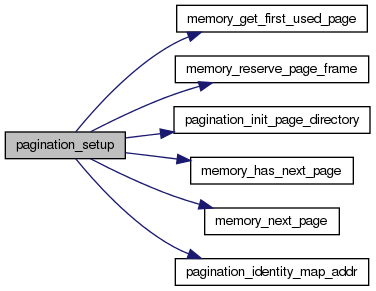 memory_get_first_used_page
memory_reserve_page_frame
pagination_init_page_directory
pagination_setup
memory_has_next_page
memory_next_page
pagination_identity_map_addr